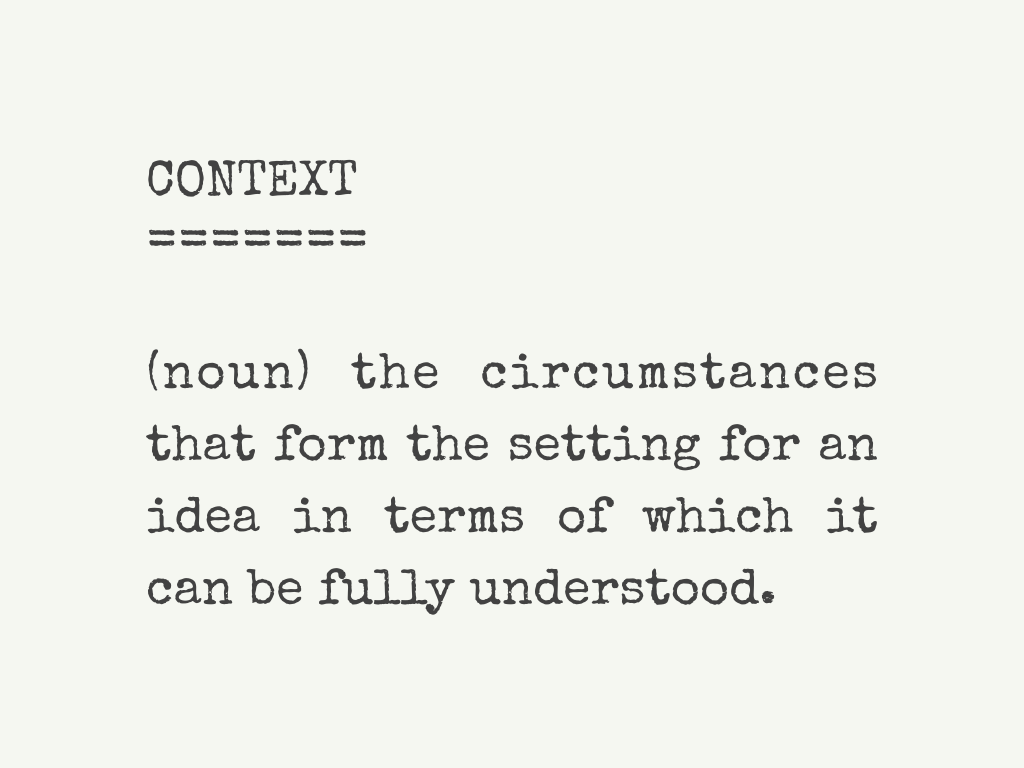 CONTEXT
=======
(noun) the circumstances
that form the setting for an
idea in terms of which it
can be fully understood.